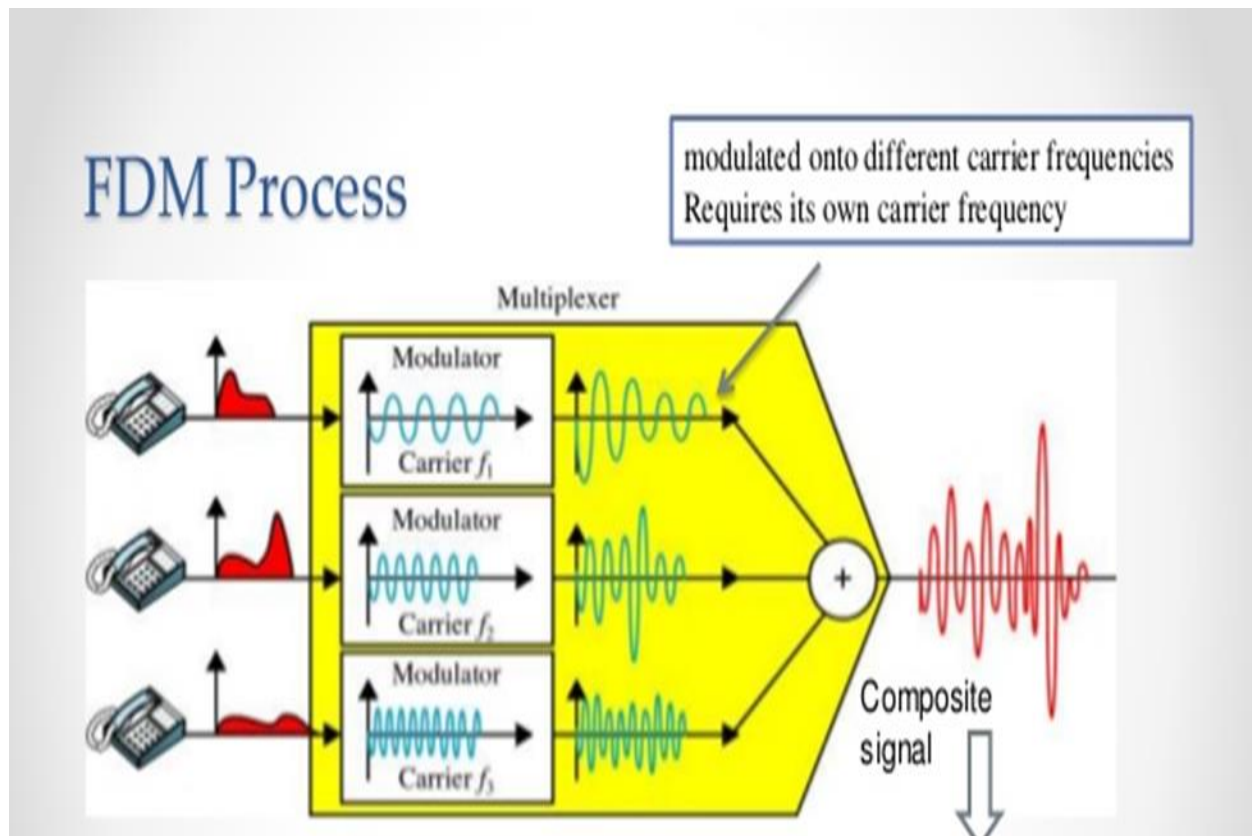 FDM Process
modulated onto different carrier frequencies
Requires its own carrier frequency
Multiplexer
Modulator
Carrier f1
Modulator
Carrier f2
Modulator
Carrier f3
+
Composite
signal